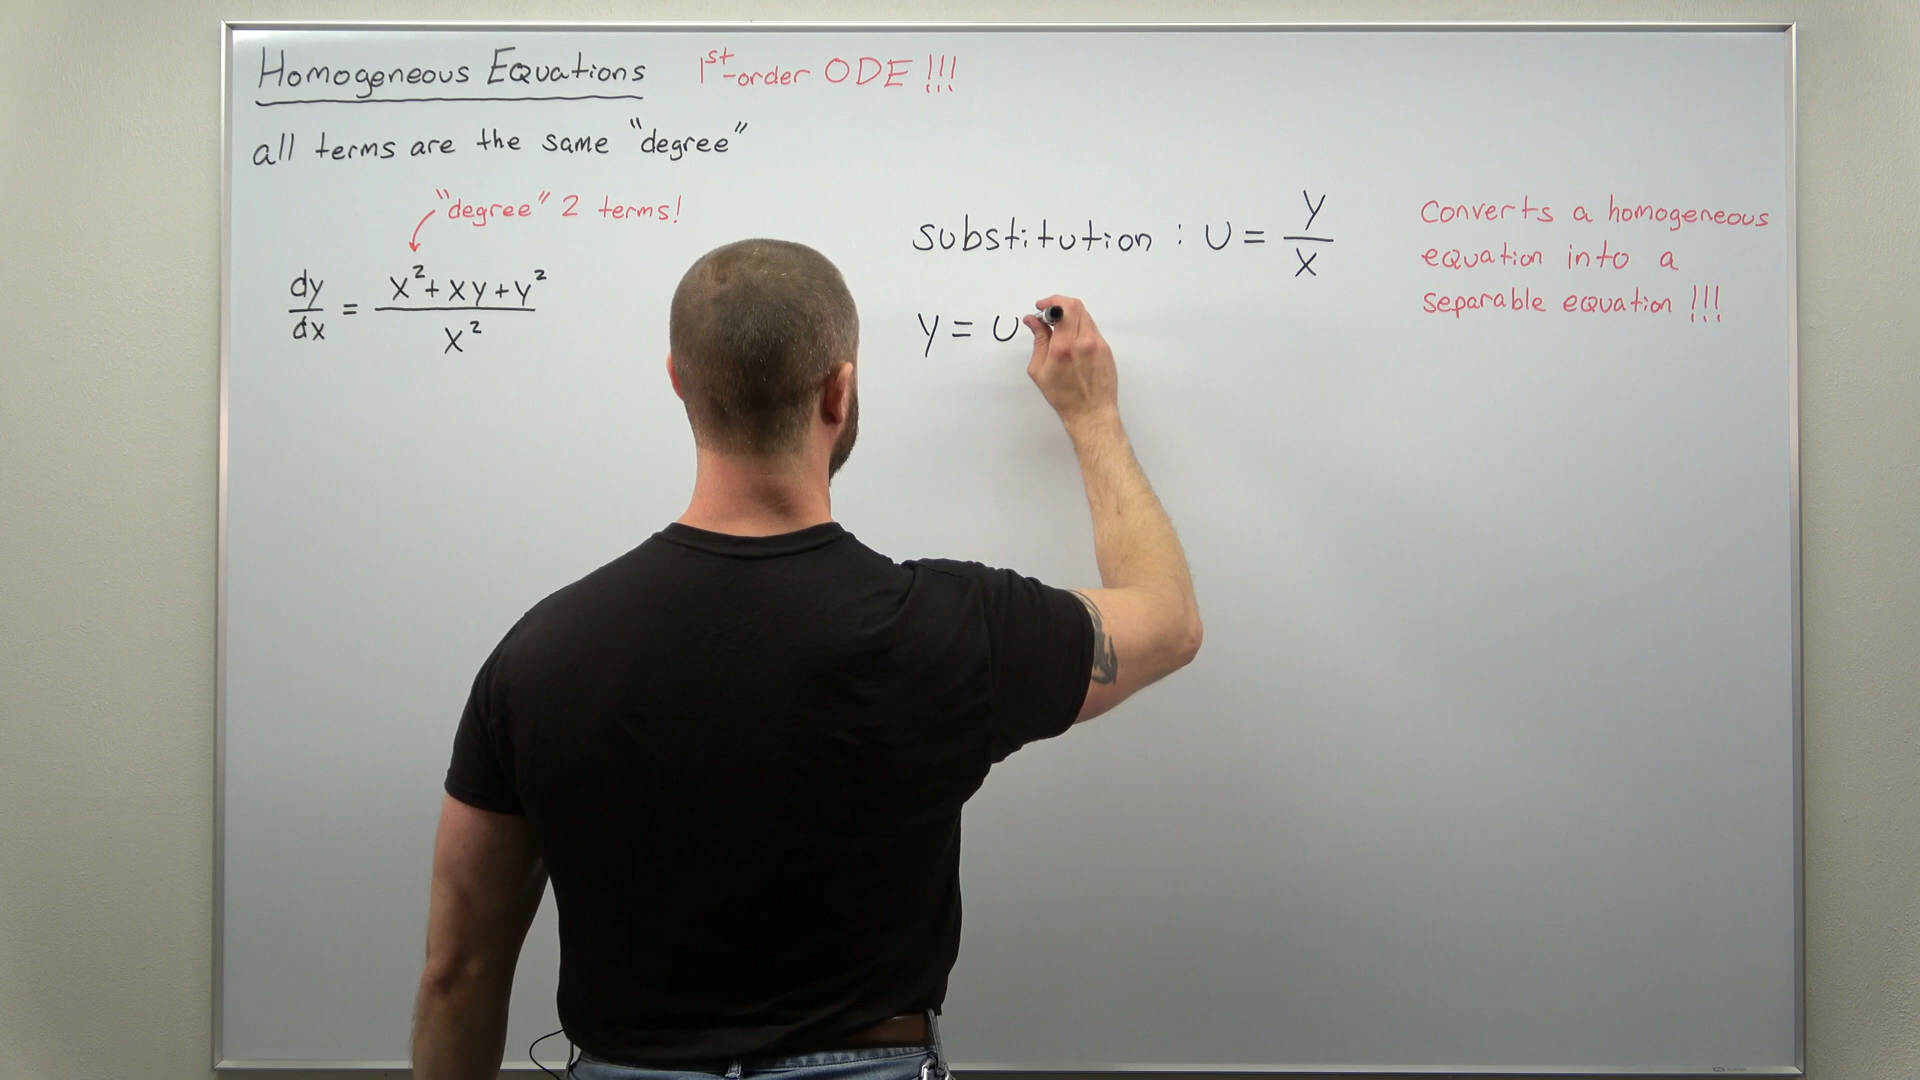 Homogeneous Equations 1st-order ODE !!!
all terms are the same "degree"
"degree" 2 terms!
dy/dx = (x² + xy + y²)/x²
substitution : u = y/x
y = u
Converts a homogeneous
equation into a
separable equation !!!